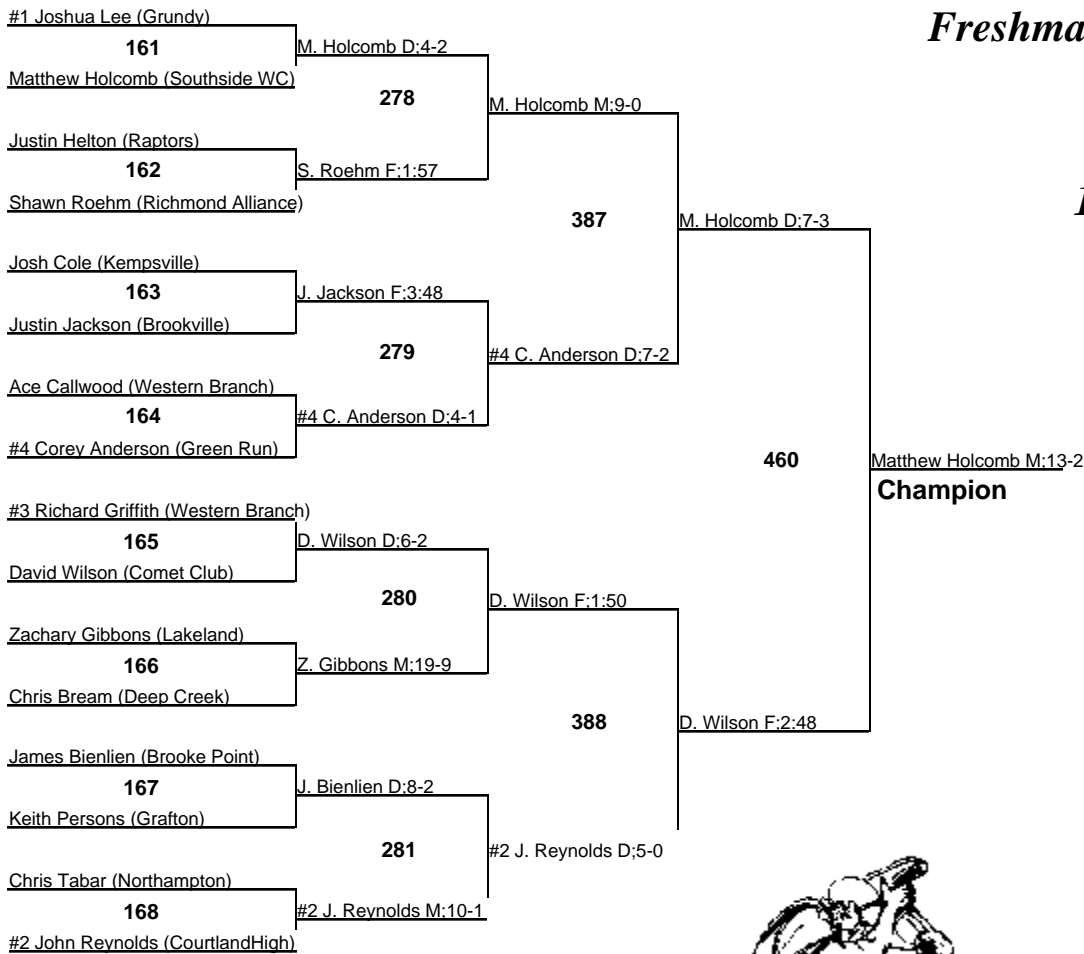 #1 Joshua Lee (Grundy)
Freshma
161
M. Holcomb D;4-2
Matthew Holcomb (Southside WC)
278
M. Holcomb M;9-0
Justin Helton (Raptors)
162
S. Roehm F;1:57
Shawn Roehm (Richmond Alliance)
387
M. Holcomb D;7-3
Josh Cole (Kempsville)
163
J. Jackson F;3:48
Justin Jackson (Brookville)
279
#4 C. Anderson D;7-2
Ace Callwood (Western Branch)
164
#4 C. Anderson D;4-1
#4 Corey Anderson (Green Run)
460
Matthew Holcomb M;13-2
Champion
#3 Richard Griffith (Western Branch)
165
D. Wilson D;6-2
David Wilson (Comet Club)
280
D. Wilson F;1:50
Zachary Gibbons (Lakeland)
166
Z. Gibbons M;19-9
Chris Bream (Deep Creek)
388
D. Wilson F;2:48
James Bienlien (Brooke Point)
167
J. Bienlien D;8-2
Keith Persons (Grafton)
281
#2 J. Reynolds D;5-0
Chris Tabar (Northampton)
168
#2 J. Reynolds M;10-1
#2 John Reynolds (CourtlandHigh)